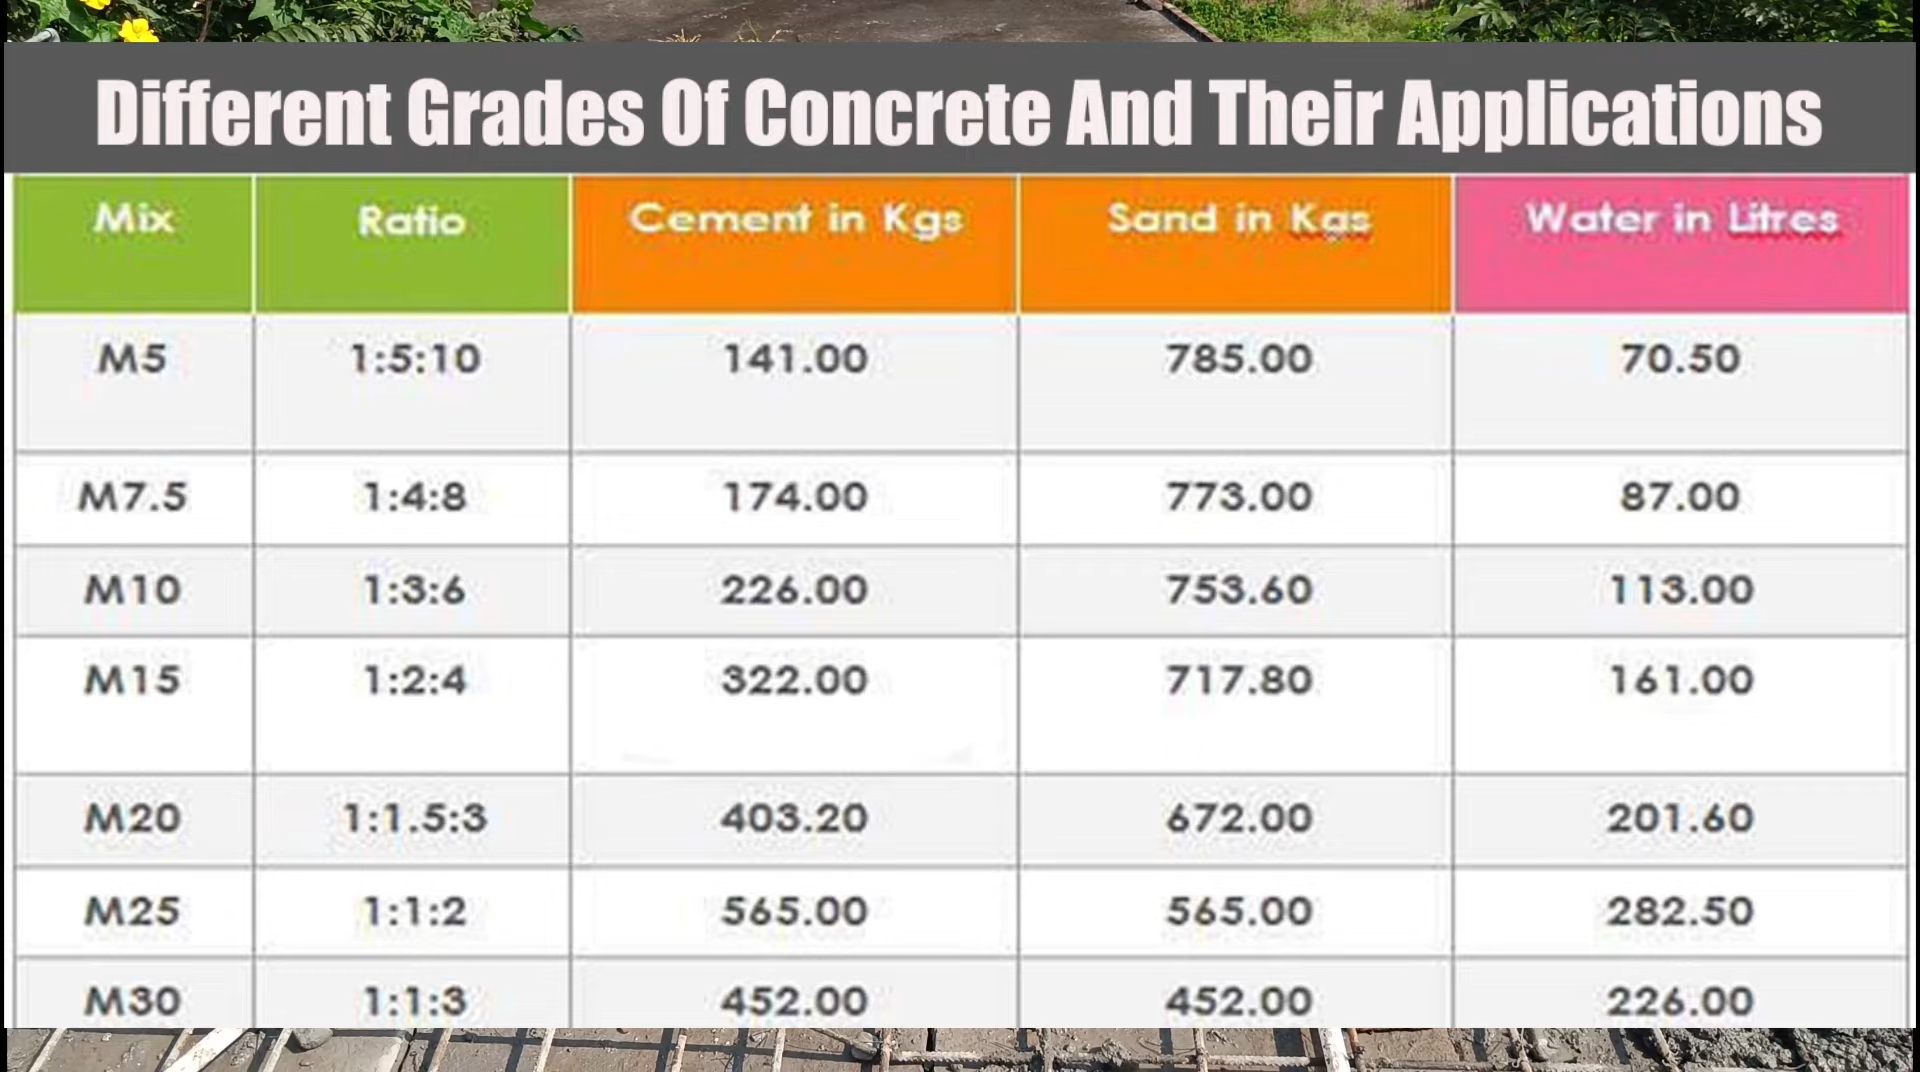 Different Grades Of Concrete And Their Applications
Mix Ratio Cement in Kgs Sand in Kgs Water in Litres
M5 1:5:10 141.00 785.00 70.50
M7.5 1:4:8 174.00 773.00 87.00
M10 1:3:6 226.00 753.60 113.00
M15 1:2:4 322.00 717.80 161.00
M20 1:1.5:3 403.20 672.00 201.60
M25 1:1:2 565.00 565.00 282.50
M30 1:1:3 452.00 452.00 226.00